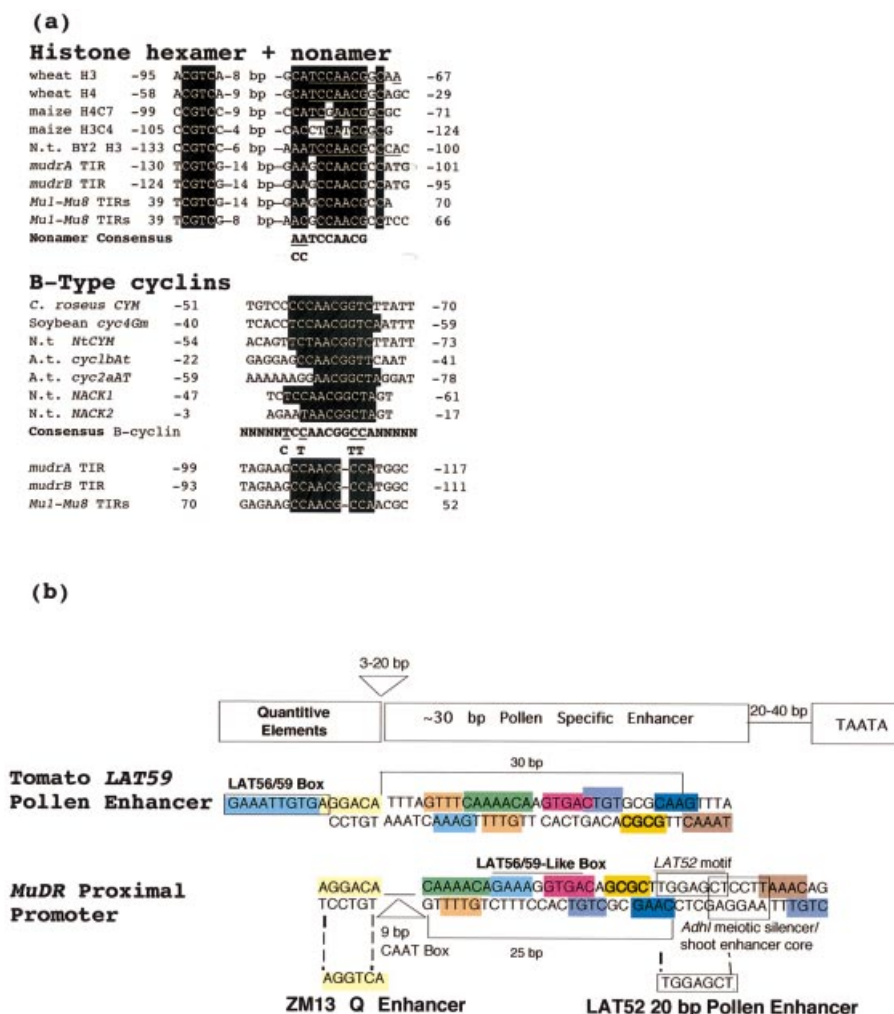 (a)
Histone hexamer + nonamer
wheat H3 -95 ACGTCA-8 bp -GCATCCAACGGCAA -67
wheat H4 -58 ACGTCA-9 bp -GCATCCAACGGCAGC -29
maize H4C7 -99 CCGTCC-9 bp -CCATCGAACGGCGC -71
maize H3C4 -105 CCGTCC-4 bp -CACCTCATCGGCG -124
N.t. BY2 H3 -133 CCGTCC-6 bp -AAATCCAACGCCCAC -100
mudrA TIR -130 TCGTCG-14 bp-GAAGCCAACGCCATG -101
mudrB TIR -124 TCGTCG-14 bp-GAAGCCAACGCCATG -95
Mu1-Mu8 TIRs 39 TCGTCG-14 bp-GAAGCCAACGCCA 70
Mu1-Mu8 TIRs 39 TCGTCG-8 bp-AACGCCAACGCGTCC 66
Nonamer Consensus AATCCAACG
CC
B-Type cyclins
C. roseus CYM -51 TGTCCCCCAACGGTCTTATT -70
Soybean cyc4Gm -40 TCACCTCCAACGGTCAATTT -59
N.t NtCYM -54 ACAGTTCTAACGGTCTTATT -73
A.t. cyc1bAt -22 GAGGAGCCAACGGTTCAAT -41
A.t. cyc2aAT -59 AAAAAAGGAACGGCTAGGAT -78
N.t. NACK1 -47 TCTCCAACGGCTAGT -61
N.t. NACK2 -3 AGAATAACGGCTAGT -17
Consensus B-cyclin NNNNNTCCAACGGCCANNNNN
C T TT
mudrA TIR -99 TAGAAGCCAACG-CCATGGC -117
mudrB TIR -93 TAGAAGCCAACG-CCATGGC -111
Mu1-Mu8 TIRs 70 GAGAAGCCAACG-CCAACGC 52
(b)
3-20 bp
Quantitive Elements ~30 bp Pollen Specific Enhancer 20-40 bp TAATA
Tomato LAT59 Pollen Enhancer
LAT56/59 Box 30 bp
GAAATTGTGAGGACA TTTAGTTTCAAAACAAGTGACTGTGCGCAAGTTTA
CCTGT AAATCAAAGTTTTGTTCACTGACACGCGTTCAAAT
MuDR Proximal Promoter
LAT56/59-Like Box LAT52 motif
AGGACA CAAAACAGAAAGGTGACAGCGCTTGGAGCTCCTTAAACAG
TCCTGT GTTTTGTCTTTCCACTGTCGCGAACCTCGAGGAATTTGTC
9 bp
CAAT Box
25 bp
AdhI meiotic silencer/
shoot enhancer core
AGGTCA
TGGAGCT
ZM13 Q Enhancer LAT52 20 bp Pollen Enhancer